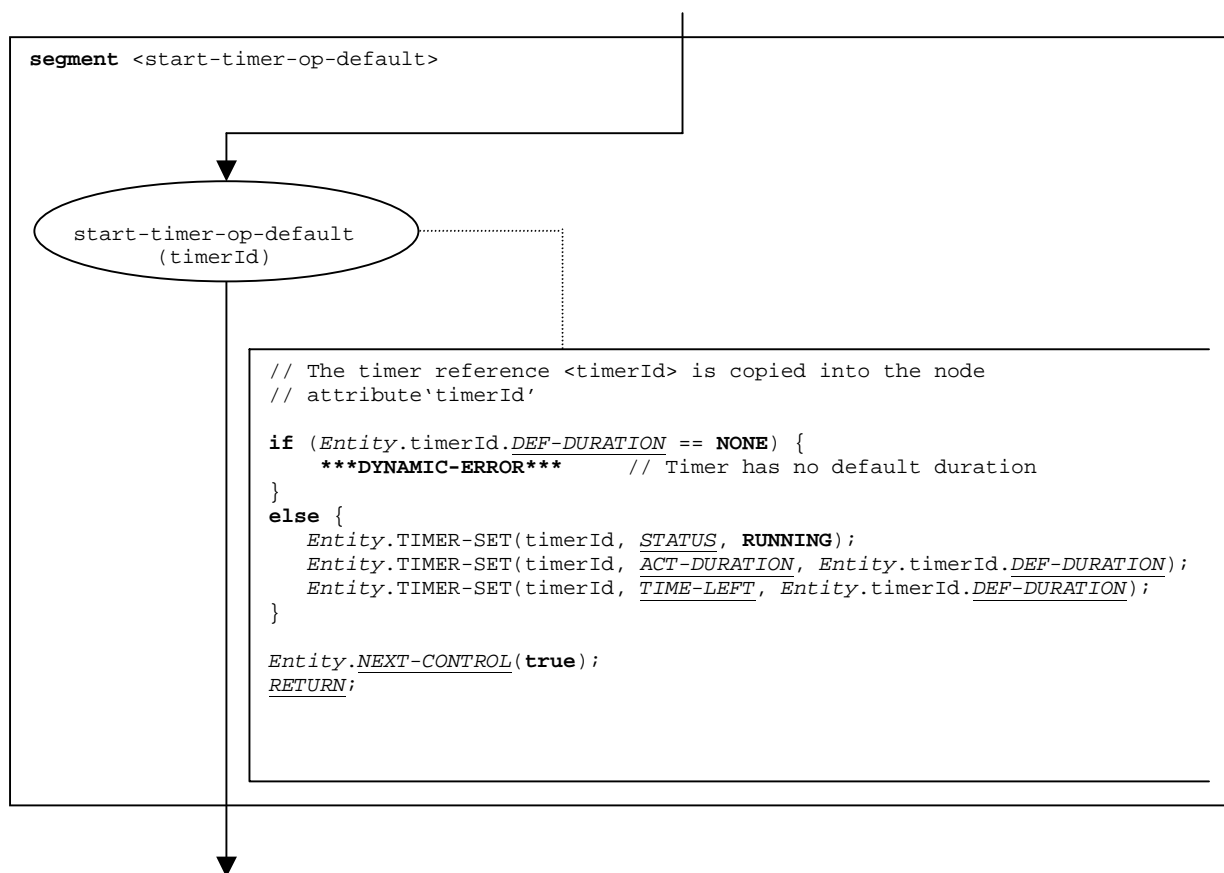 segment <start-timer-op-default>
start-timer-op-default
(timerId)
// The timer reference <timerId> is copied into the node
// attribute‘timerId’
if (Entity.timerId.DEF-DURATION == NONE) {
***DYNAMIC-ERROR*** // Timer has no default duration
}
else {
Entity.TIMER-SET(timerId, STATUS, RUNNING);
Entity.TIMER-SET(timerId, ACT-DURATION, Entity.timerId.DEF-DURATION);
Entity.TIMER-SET(timerId, TIME-LEFT, Entity.timerId.DEF-DURATION);
}
Entity.NEXT-CONTROL(true);
RETURN;